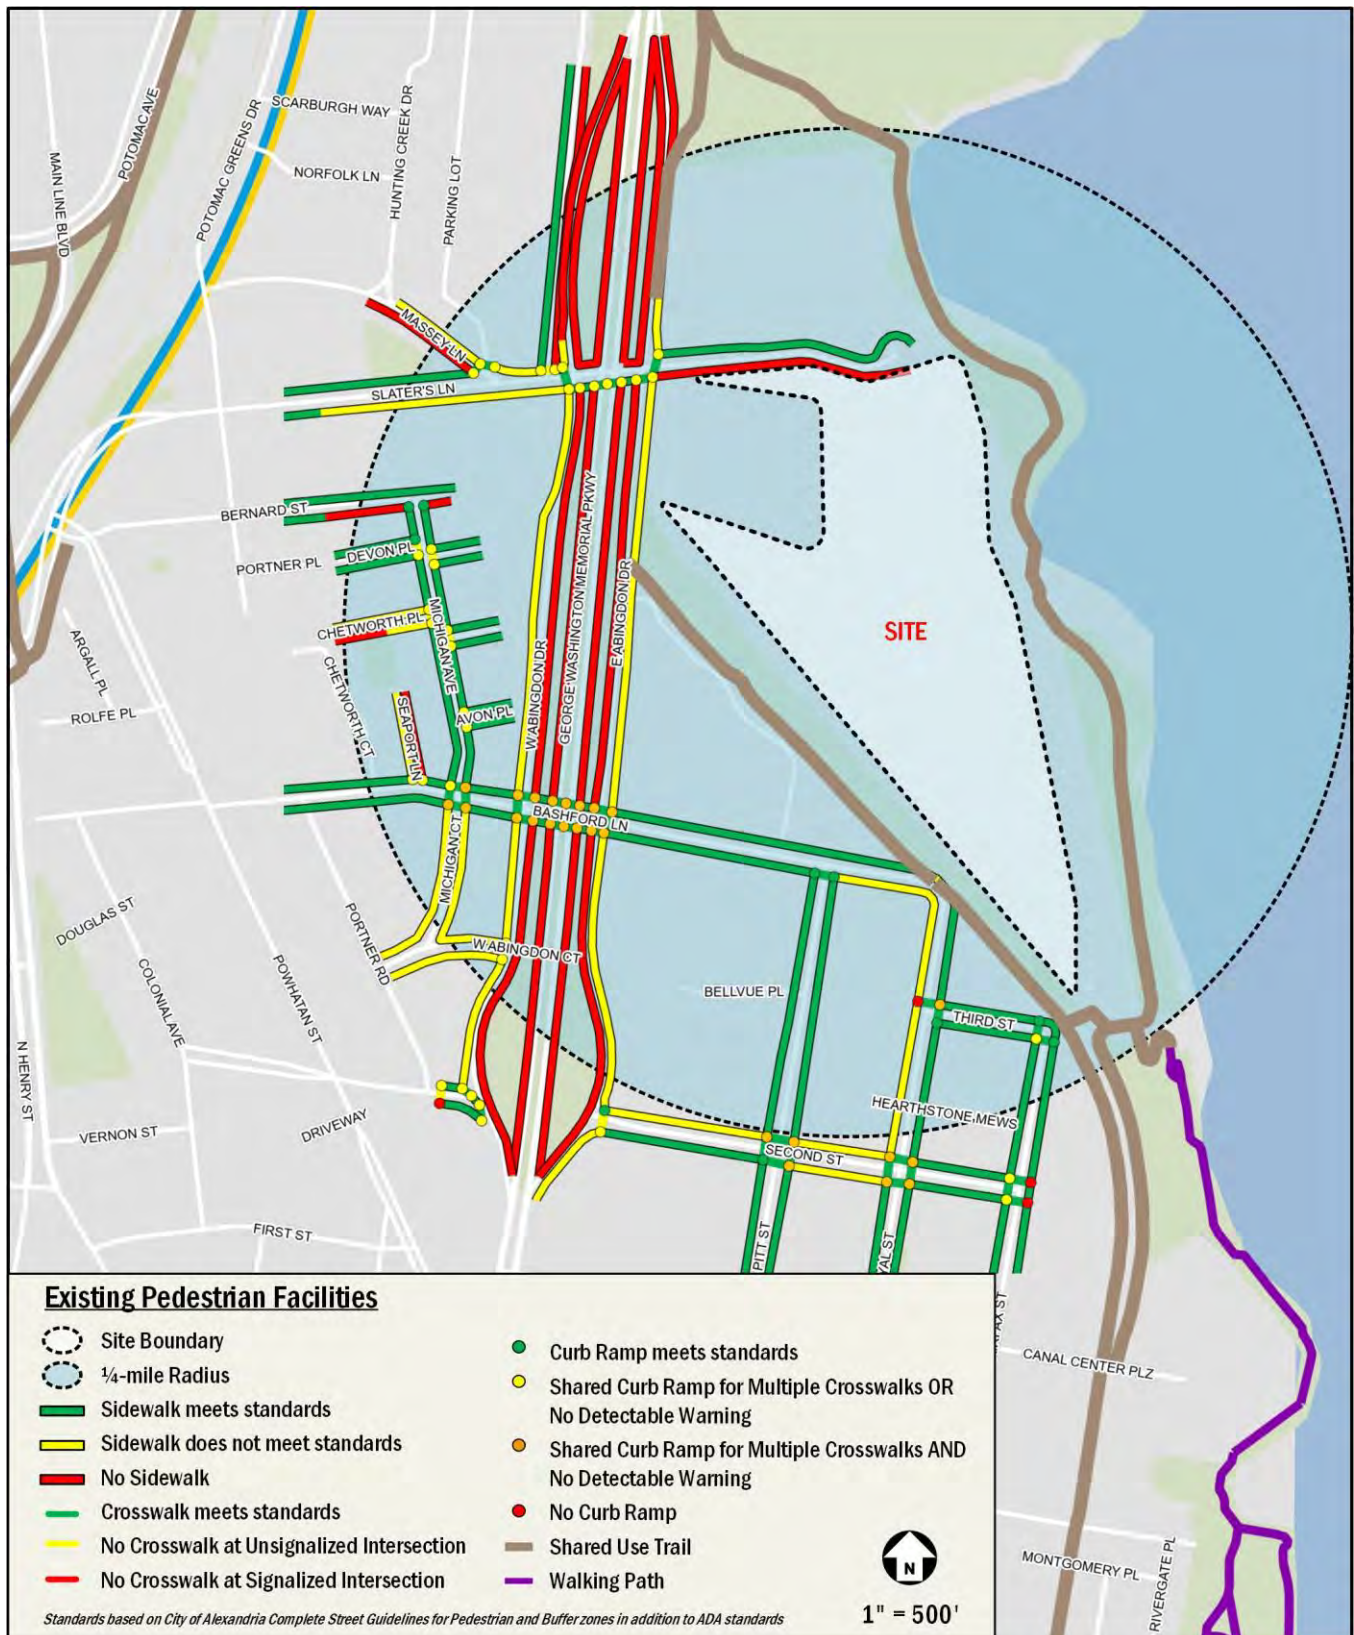 SCARBURGH WAY
POTOMAC AVE
POTOMAC GREENS DR
HUNTING CREEK DR
MAIN LINE BLVD
NORFOLK LN
PARKING LOT
MASSEY LN
SLATER'S LN
BERNARD ST
DEVON PL
PORTNER PL
GEORGE WASHINGTON MEMORIAL PKWY
E ABINGDON DR
W ABINGDON DR
CHETWORTH PL
MICHIGAN AVE
SITE
ARGALL PL
CHETWORTH CT
ROLFE PL
SEAPORT LN
AVON PL
BASHFORD LN
MICHIGAN CT
DOUGLAS ST
PORTNER RD
W ABINGDON CT
COLONIAL AVE
POWHATAN ST
BELLVUE PL
THIRD ST
N HENRY ST
HEARTHSTONE MEWS
VERNON ST
DRIVEWAY
SECOND ST
FIRST ST
PITT ST
YAL ST
AX ST
CANAL CENTER PLZ
MONTGOMERY PL
RIVERGATE PL
Existing Pedestrian Facilities
Site Boundary
¼-mile Radius
Sidewalk meets standards
Sidewalk does not meet standards
No Sidewalk
Crosswalk meets standards
No Crosswalk at Unsignalized Intersection
No Crosswalk at Signalized Intersection
Curb Ramp meets standards
Shared Curb Ramp for Multiple Crosswalks OR
No Detectable Warning
Shared Curb Ramp for Multiple Crosswalks AND
No Detectable Warning
No Curb Ramp
Shared Use Trail
Walking Path
N
1" = 500'
Standards based on City of Alexandria Complete Street Guidelines for Pedestrian and Buffer zones in addition to ADA standards